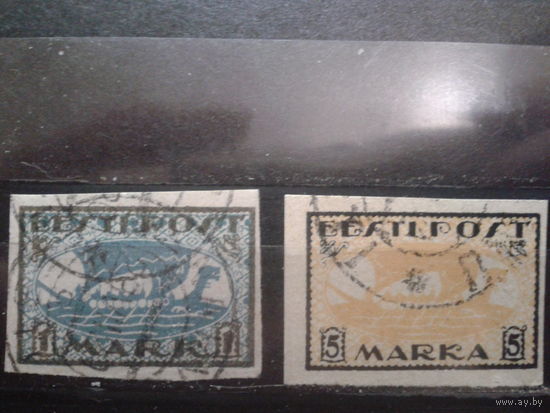 EESTI POST
1 MARK 1
EESTI POST
5 MARKA 5
www.ay.by